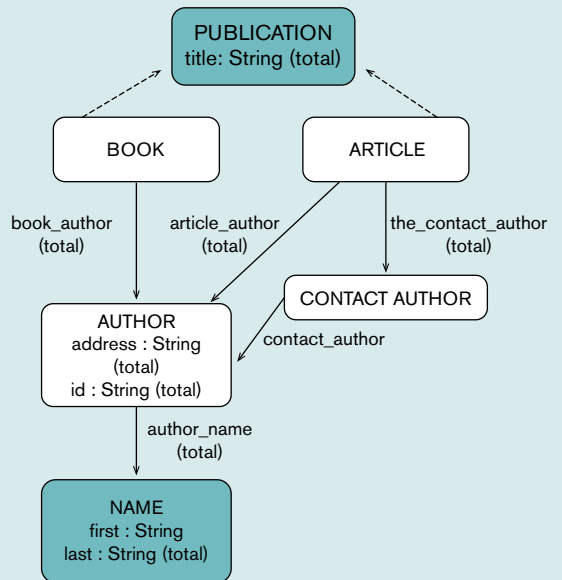 PUBLICATION
title: String (total)
BOOK
ARTICLE
book_author
(total)
article_author
(total)
the_contact_author
(total)
CONTACT AUTHOR
AUTHOR
address : String
(total)
id : String (total)
contact_author
author_name
(total)
NAME
first : String
last : String (total)